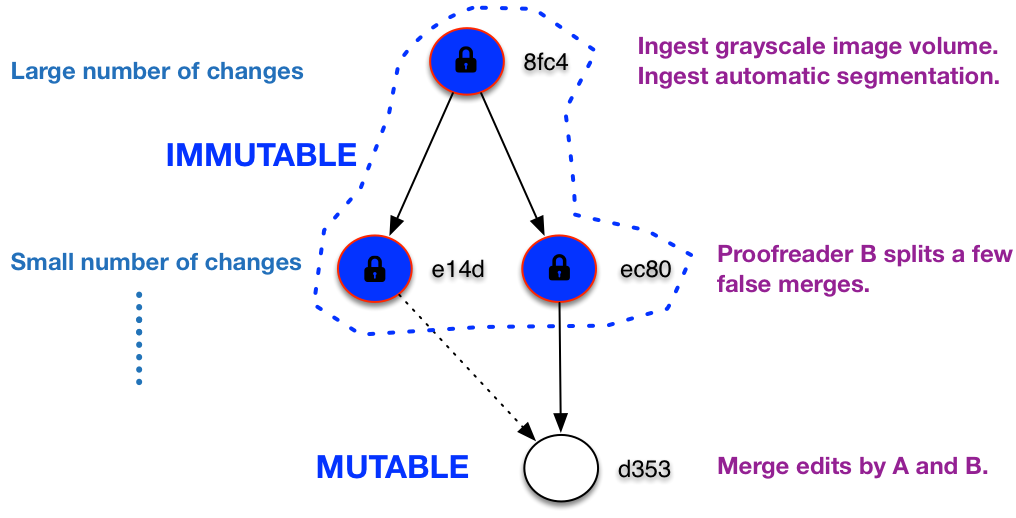 8fc4
Ingest grayscale image volume.
Large number of changes
Ingest automatic segmentation.
IMMUTABLE
Small number of changes
e14d
ec80
Proofreader B splits a few
false merges.
MUTABLE
d353
Merge edits by A and B.